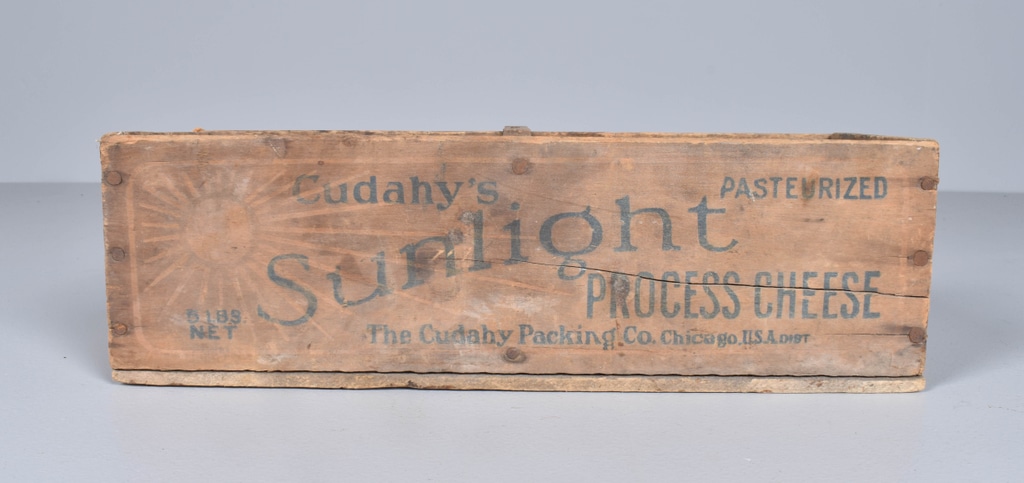 Cudahy's
PASTEURIZED
Sunlight
PROCESS CHEESE
5 LBS.
NET
The Cudahy Packing Co. Chicago, U.S.A. DIST